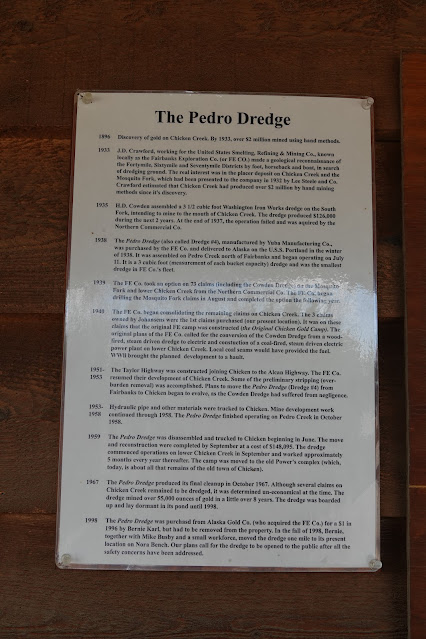 The Pedro Dredge
1896 Discovery of gold on Chicken Creek. By 1933, over $2 million mined using hand methods.
1933 J.D. Crawford, working for the United States Smelting, Refining & Mining Co., known
locally as the Fairbanks Exploration Co. (or FE CO.) made a geological reconnaissance of
the Fortymile, Sixtymile and Seventymile Districts by foot, horseback and boat, in search
of dredging ground. The real interest was in the placer deposit on Chicken Creek and the
Mosquito Fork, which had been presented to the company in 1932 by Lee Steele and Co.
Crawford estimated that Chicken Creek had produced over $2 million by hand mining
methods since it's discovery.
1935 H.D. Cowden assembled a 3 1/2 cubic foot Washington Iron Works dredge on the South
Fork, intending to mine to the mouth of Chicken Creek. The dredge produced $126,000
during the next 2 years. At the end of 1937, the operation failed and was aquired by the
Northern Commercial Co.
1938 The Pedro Dredge (also called Dredge #4), manufactured by Yuba Manufacturing Co.,
was purchased by the FE Co. and delivered to Alaska on the U.S.S. Portland in the winter
of 1938. It was assembled on Pedro Creek north of Fairbanks and began operating on July
11. It is a 3 cubic foot (measurement of each bucket capacity) dredge and was the smallest
dredge in FE Co.'s fleet.
1939 The FE Co. took an option on 73 claims (including the Cowden Dredge) on the Mosquito
Fork and lower Chicken Creek from the Northern Commercial Co. The FE Co. began
drilling the Mosquito Fork claims in August and completed the option the following year.
1940 The FE Co. began consolidating the remaining claims on Chicken Creek. The 3 claims
owned by Johansens were the 1st claims purchased (our present location). It was on these
claims that the original FE camp was constructed (the Original Chicken Gold Camp). The
original plans of the FE Co. called for the conversion of the Cowden Dredge from a wood-
fired, steam driven dredge to electric and construction of a coal-fired, steam driven electric
power plant on lower Chicken Creek. Local coal seams would have provided the fuel.
WWII brought the planned development to a hault.
1951- The Taylor Highway was constructed joining Chicken to the Alcan Highway. The FE Co.
1953 resumed their development of Chicken Creek. Some of the preliminary stripping (over-
burden removal) was accomplished. Plans to move the Pedro Dredge (Dredge #4) from
Fairbanks to Chicken began to evolve, as the Cowden Dredge had suffered from negligence.
1953- Hydraulic pipe and other materials were trucked to Chicken. Mine development work
1958 continued through 1958. The Pedro Dredge finished operating on Pedro Creek in October
1958.
1959 The Pedro Dredge was disassembled and trucked to Chicken beginning in June. The move
and reconstruction were completed by September at a cost of $148,095. The dredge
commenced operations on lower Chicken Creek in September and worked approximately
5 months every year thereafter. The camp was moved to the old Power's complex (which,
today, is about all that remains of the old town of Chicken).
1967 The Pedro Dredge produced its final cleanup in October 1967. Although several claims on
Chicken Creek remained to be dredged, it was determined un-economical at the time. The
dredge mined over 55,000 ounces of gold in a little over 8 years. The dredge was boarded
up and lay dormant in its pond until 1998.
1998 The Pedro Dredge was purchased from Alaska Gold Co. (who acquired the FE Co.) for a $1 in
1996 by Bernie Karl, but had to be removed from the property. In the fall of 1998, Bernie,
together with Mike Busby and a small workforce, moved the dredge one mile to its present
location on Nora Bench. Our plans call for the dredge to be opened to the public after all the
safety concerns have been addressed.